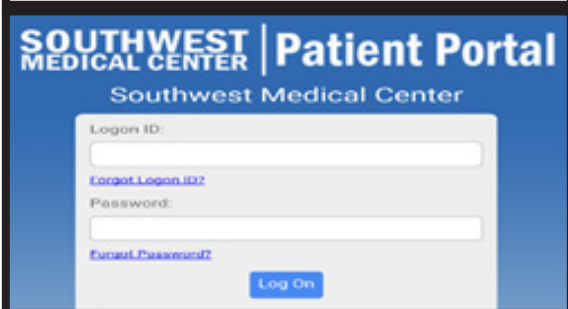 SOUTHWEST
MEDICAL CENTER
Patient Portal
Southwest Medical Center
Logon ID:
Forgot Logon ID?
Password:
Forgot Password?
Log On